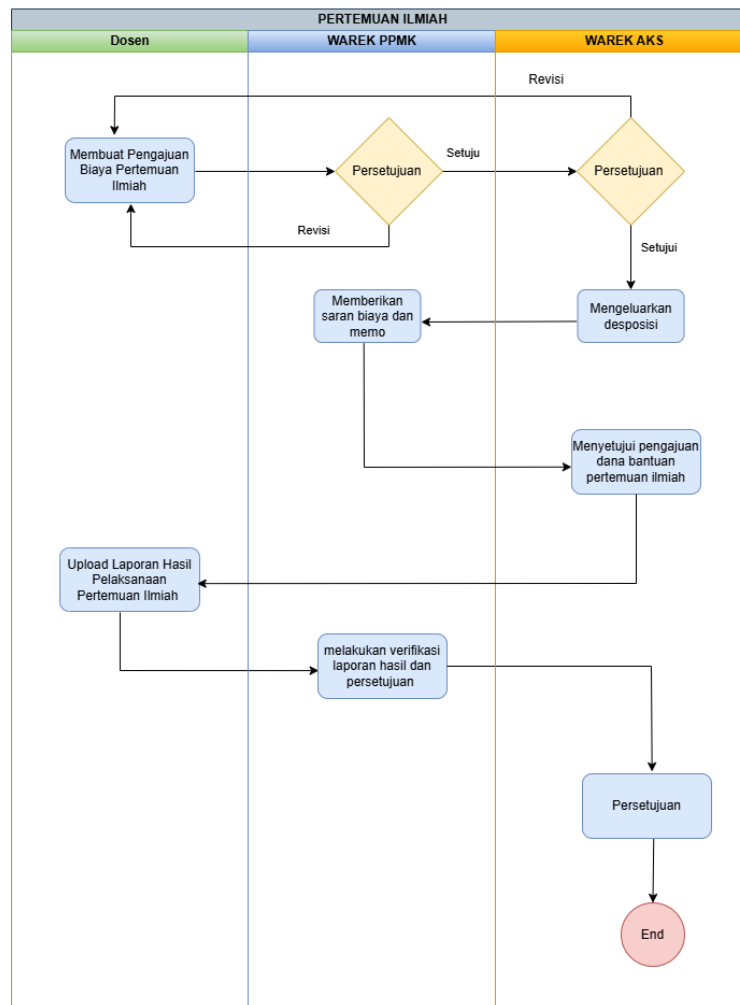 PERTEMUAN ILMIAH
Dosen
WAREK PPMK
WAREK AKS
Revisi
Membuat Pengajuan
Biaya Pertemuan
Ilmiah
Persetujuan
Setuju
Persetujuan
Revisi
Setujui
Memberikan
saran biaya dan
memo
Mengeluarkan
desposisi
Menyetujui pengajuan
dana bantuan
pertemuan ilmiah
Upload Laporan Hasil
Pelaksanaan
Pertemuan Ilmiah
melakukan verifikasi
laporan hasil dan
persetujuan
Persetujuan
End